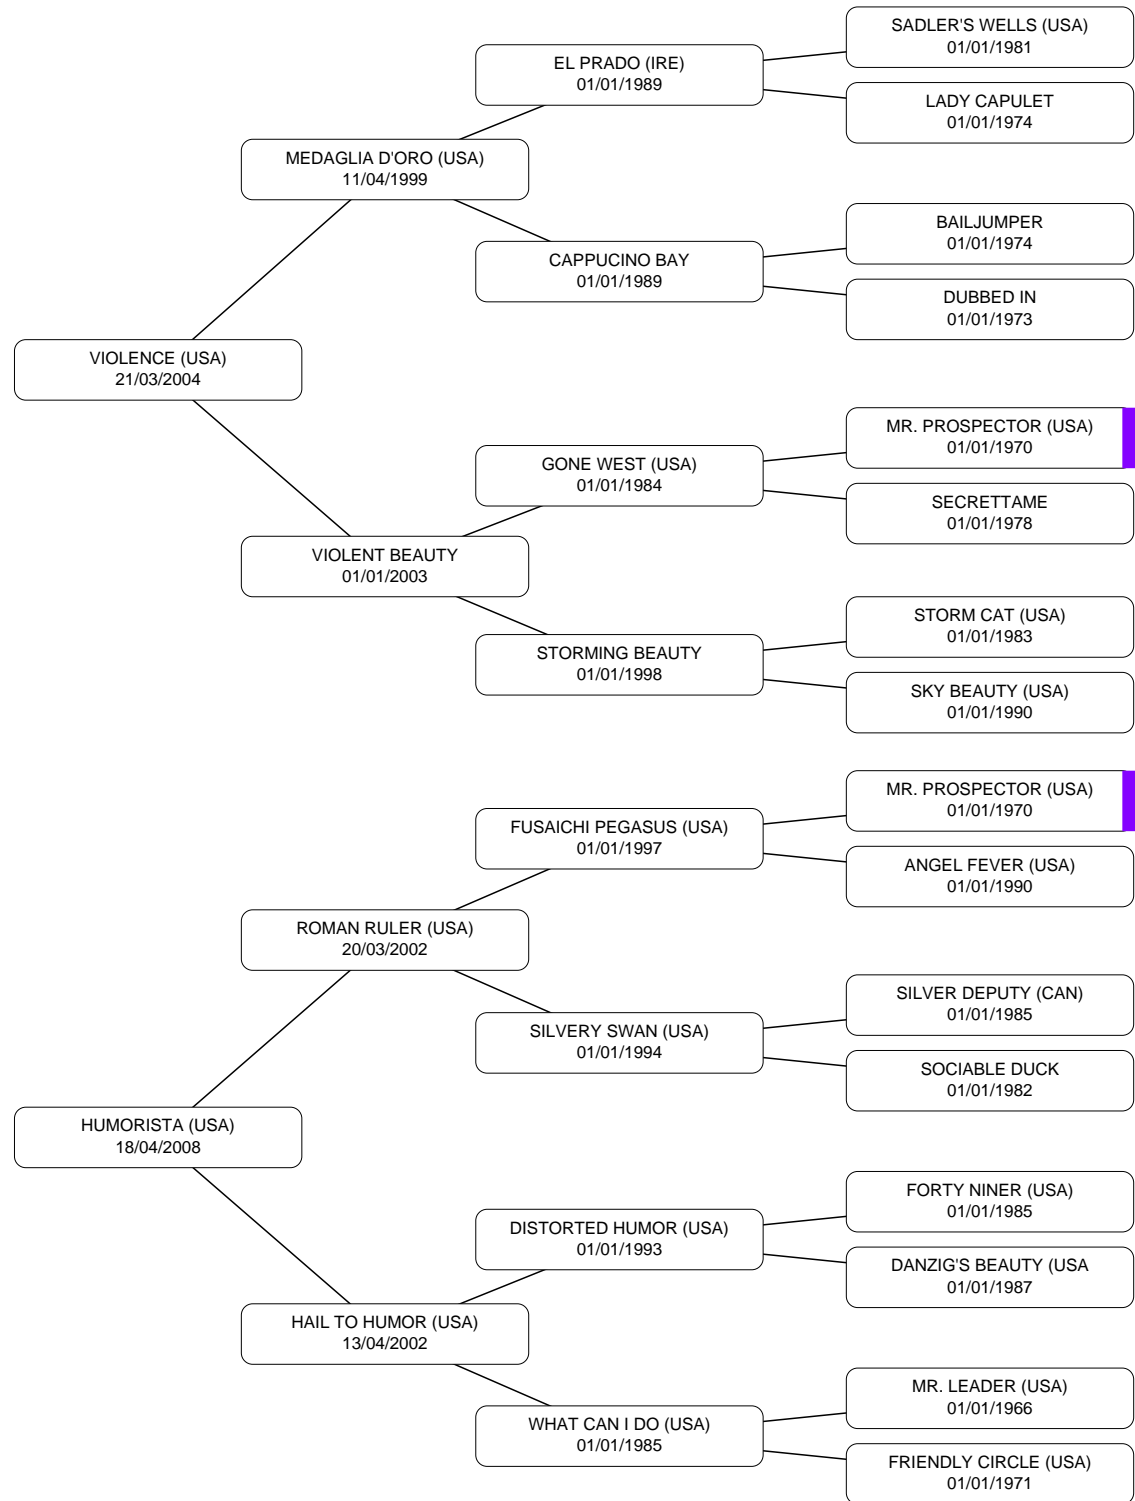 SADLER'S WELLS (USA)
01/01/1981
EL PRADO (IRE)
01/01/1989
LADY CAPULET
01/01/1974
MEDAGLIA D'ORO (USA)
11/04/1999
BAILJUMPER
01/01/1974
CAPPUCINO BAY
01/01/1989
DUBBED IN
01/01/1973
VIOLENCE (USA)
21/03/2004
MR. PROSPECTOR (USA)
01/01/1970
GONE WEST (USA)
01/01/1984
SECRETTAME
01/01/1978
VIOLENT BEAUTY
01/01/2003
STORM CAT (USA)
01/01/1983
STORMING BEAUTY
01/01/1998
SKY BEAUTY (USA)
01/01/1990
MR. PROSPECTOR (USA)
01/01/1970
FUSAICHI PEGASUS (USA)
01/01/1997
ANGEL FEVER (USA)
01/01/1990
ROMAN RULER (USA)
20/03/2002
SILVER DEPUTY (CAN)
01/01/1985
SILVERY SWAN (USA)
01/01/1994
SOCIABLE DUCK
01/01/1982
HUMORISTA (USA)
18/04/2008
FORTY NINER (USA)
01/01/1985
DISTORTED HUMOR (USA)
01/01/1993
DANZIG'S BEAUTY (USA
01/01/1987
HAIL TO HUMOR (USA)
13/04/2002
MR. LEADER (USA)
01/01/1966
WHAT CAN I DO (USA)
01/01/1985
FRIENDLY CIRCLE (USA)
01/01/1971